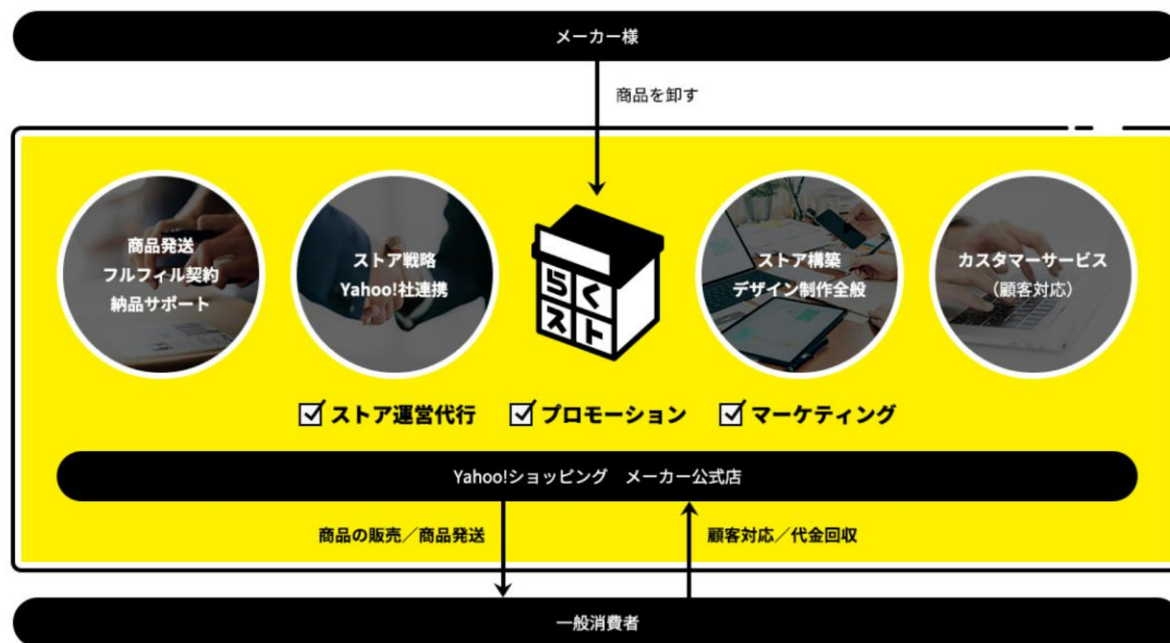 メーカー様
商品を卸す
商品発送
フルフィル契約
納品サポート
ストア戦略
Yahoo!社連携
らく
スト
ストア構築
デザイン制作全般
カスタマーサービス
（顧客対応）
ストア運営代行
プロモーション
マーケティング
Yahoo!ショッピング　メーカー公式店
商品の販売／商品発送
顧客対応／代金回収
一般消費者